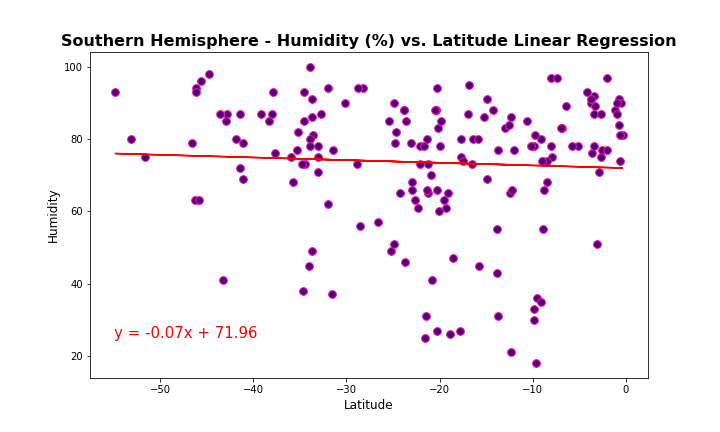 Southern Hemisphere - Humidity (%) vs. Latitude Linear Regression
100
80
60
40
20
Humidity
y = -0.07x + 71.96
−50
−40
−30
−20
−10
0
Latitude